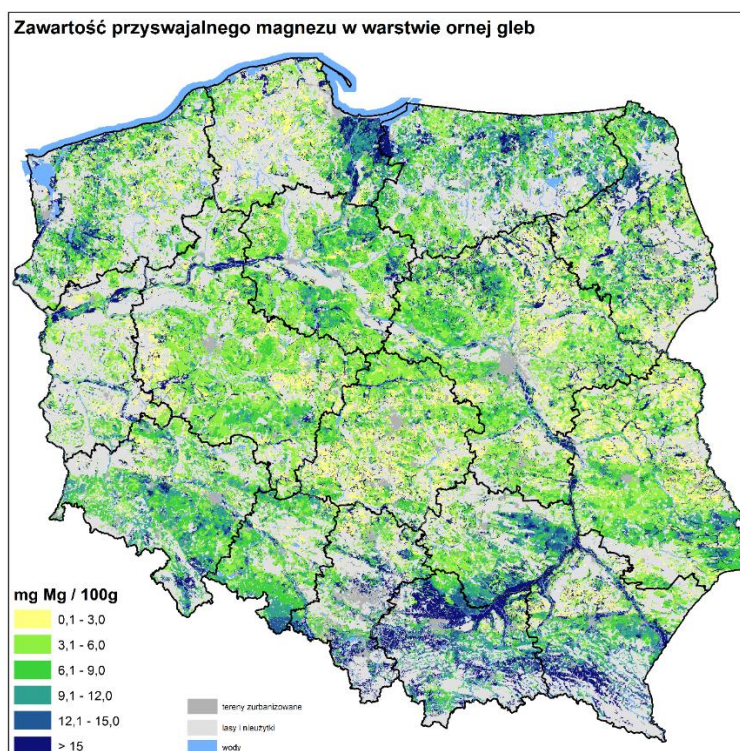 Zawartość przyswajalnego magnezu w warstwie ornej gleb
mg Mg / 100g
0,1 - 3,0
3,1 - 6,0
6,1 - 9,0
9,1 - 12,0
12,1 - 15,0
> 15
tereny zurbanizowane
lasy i nieużytki
wody